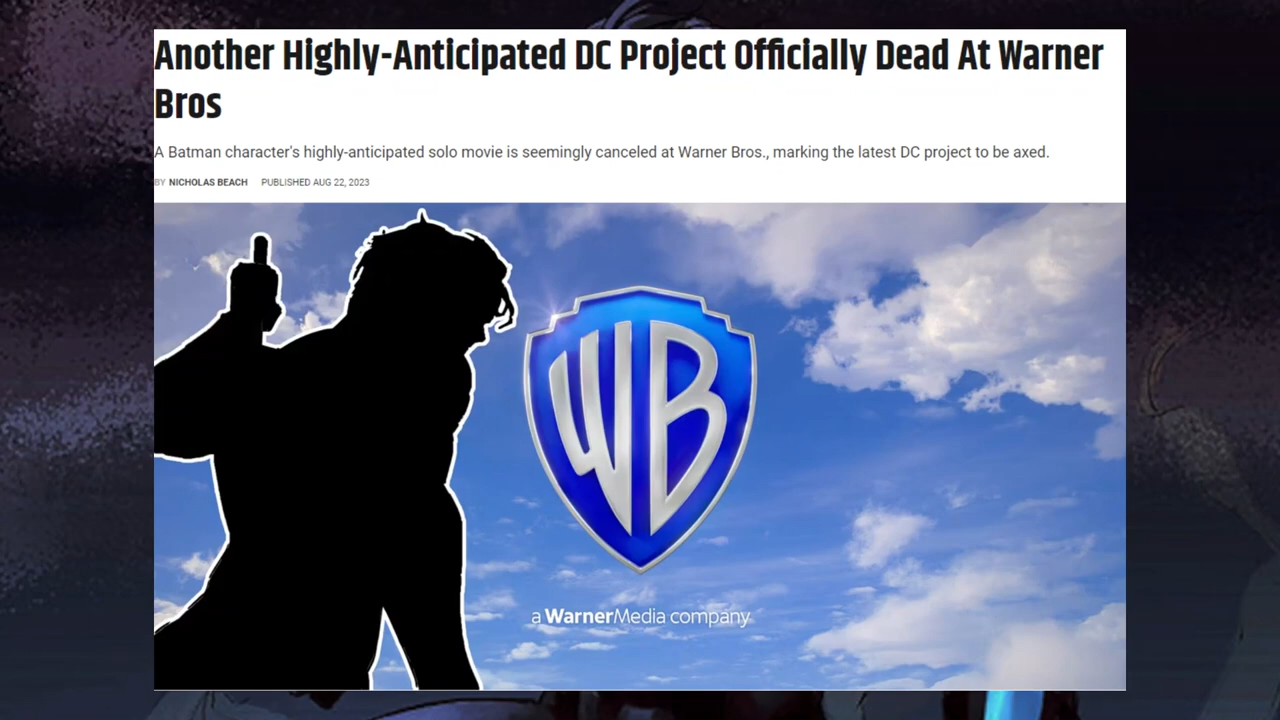 Another Highly-Anticipated DC Project Officially Dead At Warner
Bros
A Batman character's highly-anticipated solo movie is seemingly canceled at Warner Bros., marking the latest DC project to be axed.
BY NICHOLAS BEACH PUBLISHED AUG 22, 2023
WB
a WarnerMedia company